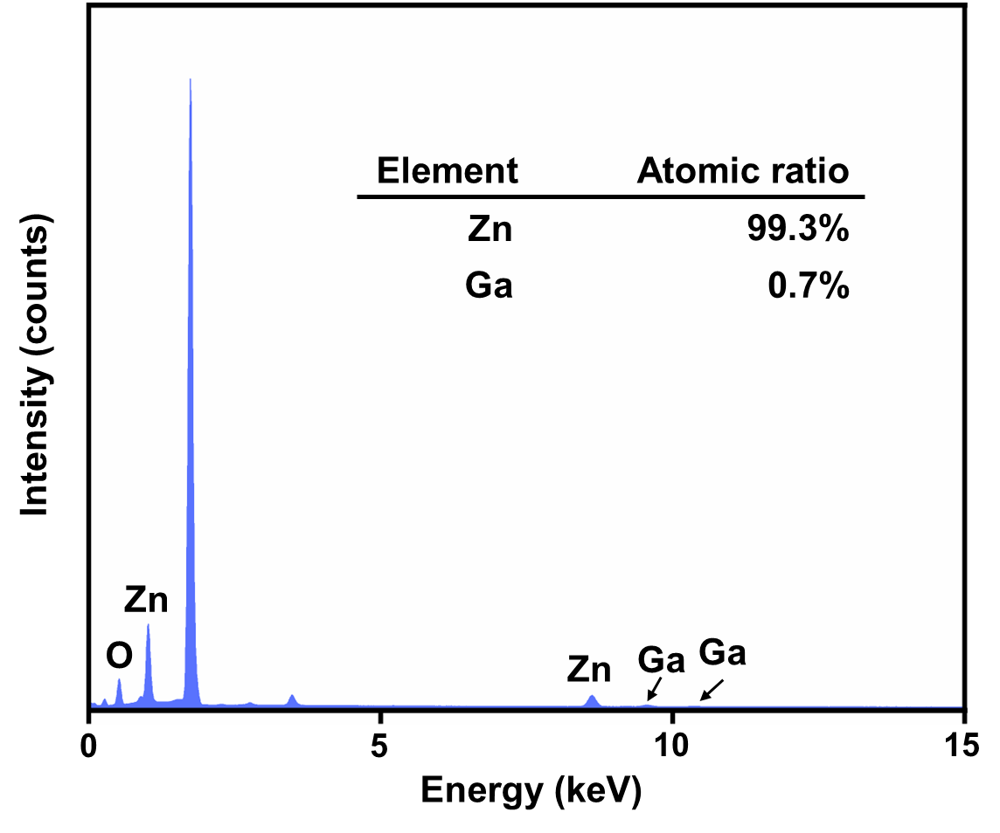 Element Atomic ratio
Zn 99.3%
Ga 0.7%
Intensity (counts)
Zn
O
Zn
Ga
Ga
0 5 10 15
Energy (keV)